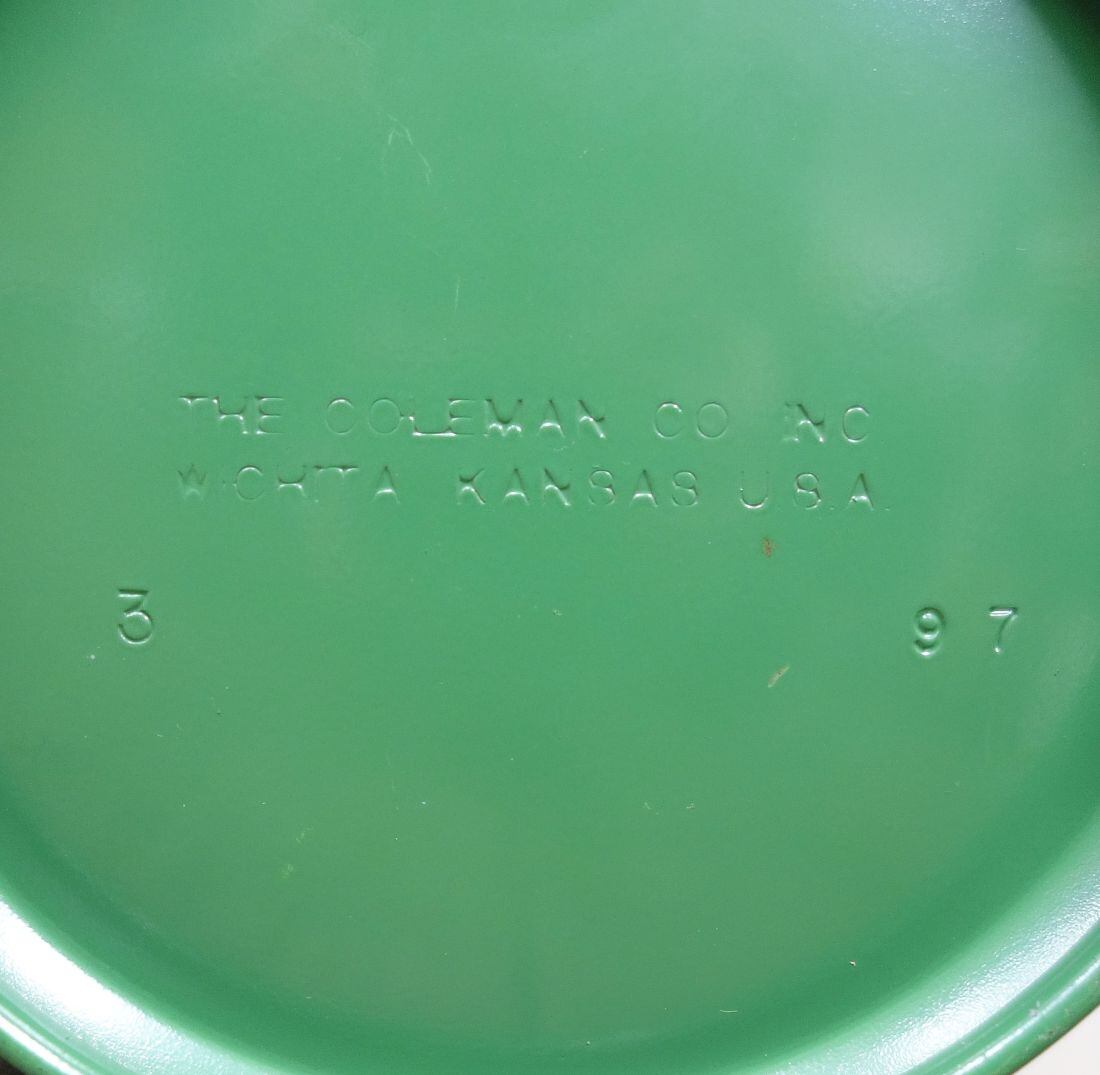 THE COLEMAN CO INC
WICHITA KANSAS U.S.A.
3 97